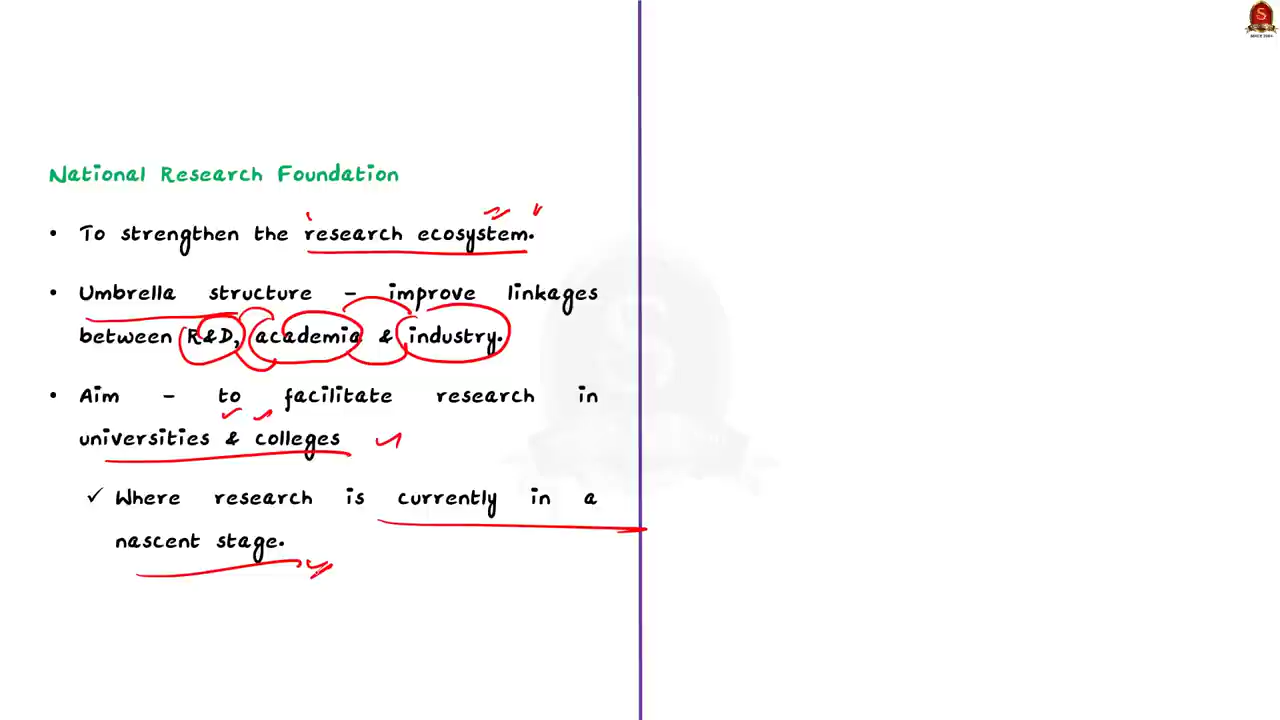 National Research Foundation
• To strengthen the research ecosystem.
• Umbrella structure – improve linkages
between R&D, academia & industry.
• Aim – to facilitate research in
universities & colleges
✓ Where research is currently in a
nascent stage.
S